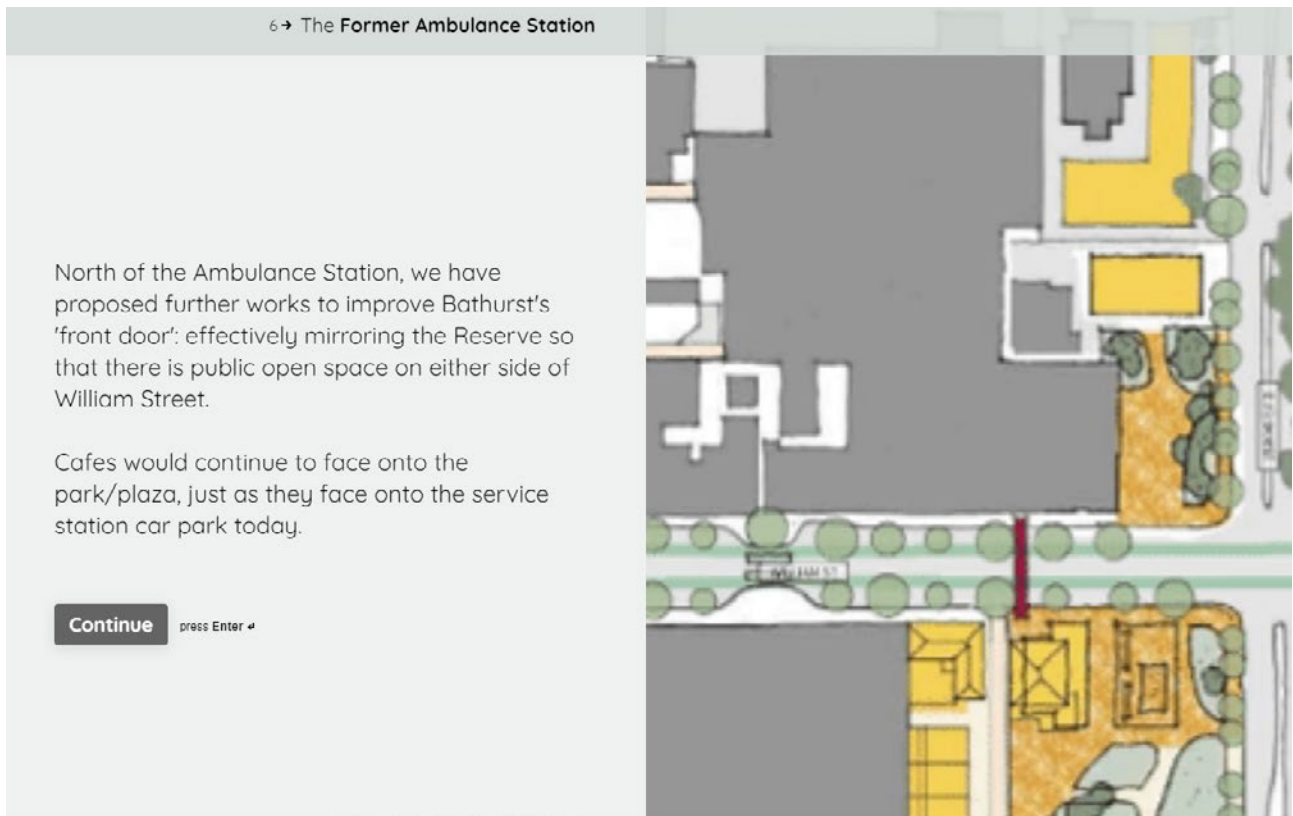 6→ The Former Ambulance Station
North of the Ambulance Station, we have
proposed further works to improve Bathurst's
'front door': effectively mirroring the Reserve so
that there is public open space on either side of
William Street.
Cafes would continue to face onto the
park/plaza, just as they face onto the service
station car park today.
Continue press Enter ↵
WILLIAM ST